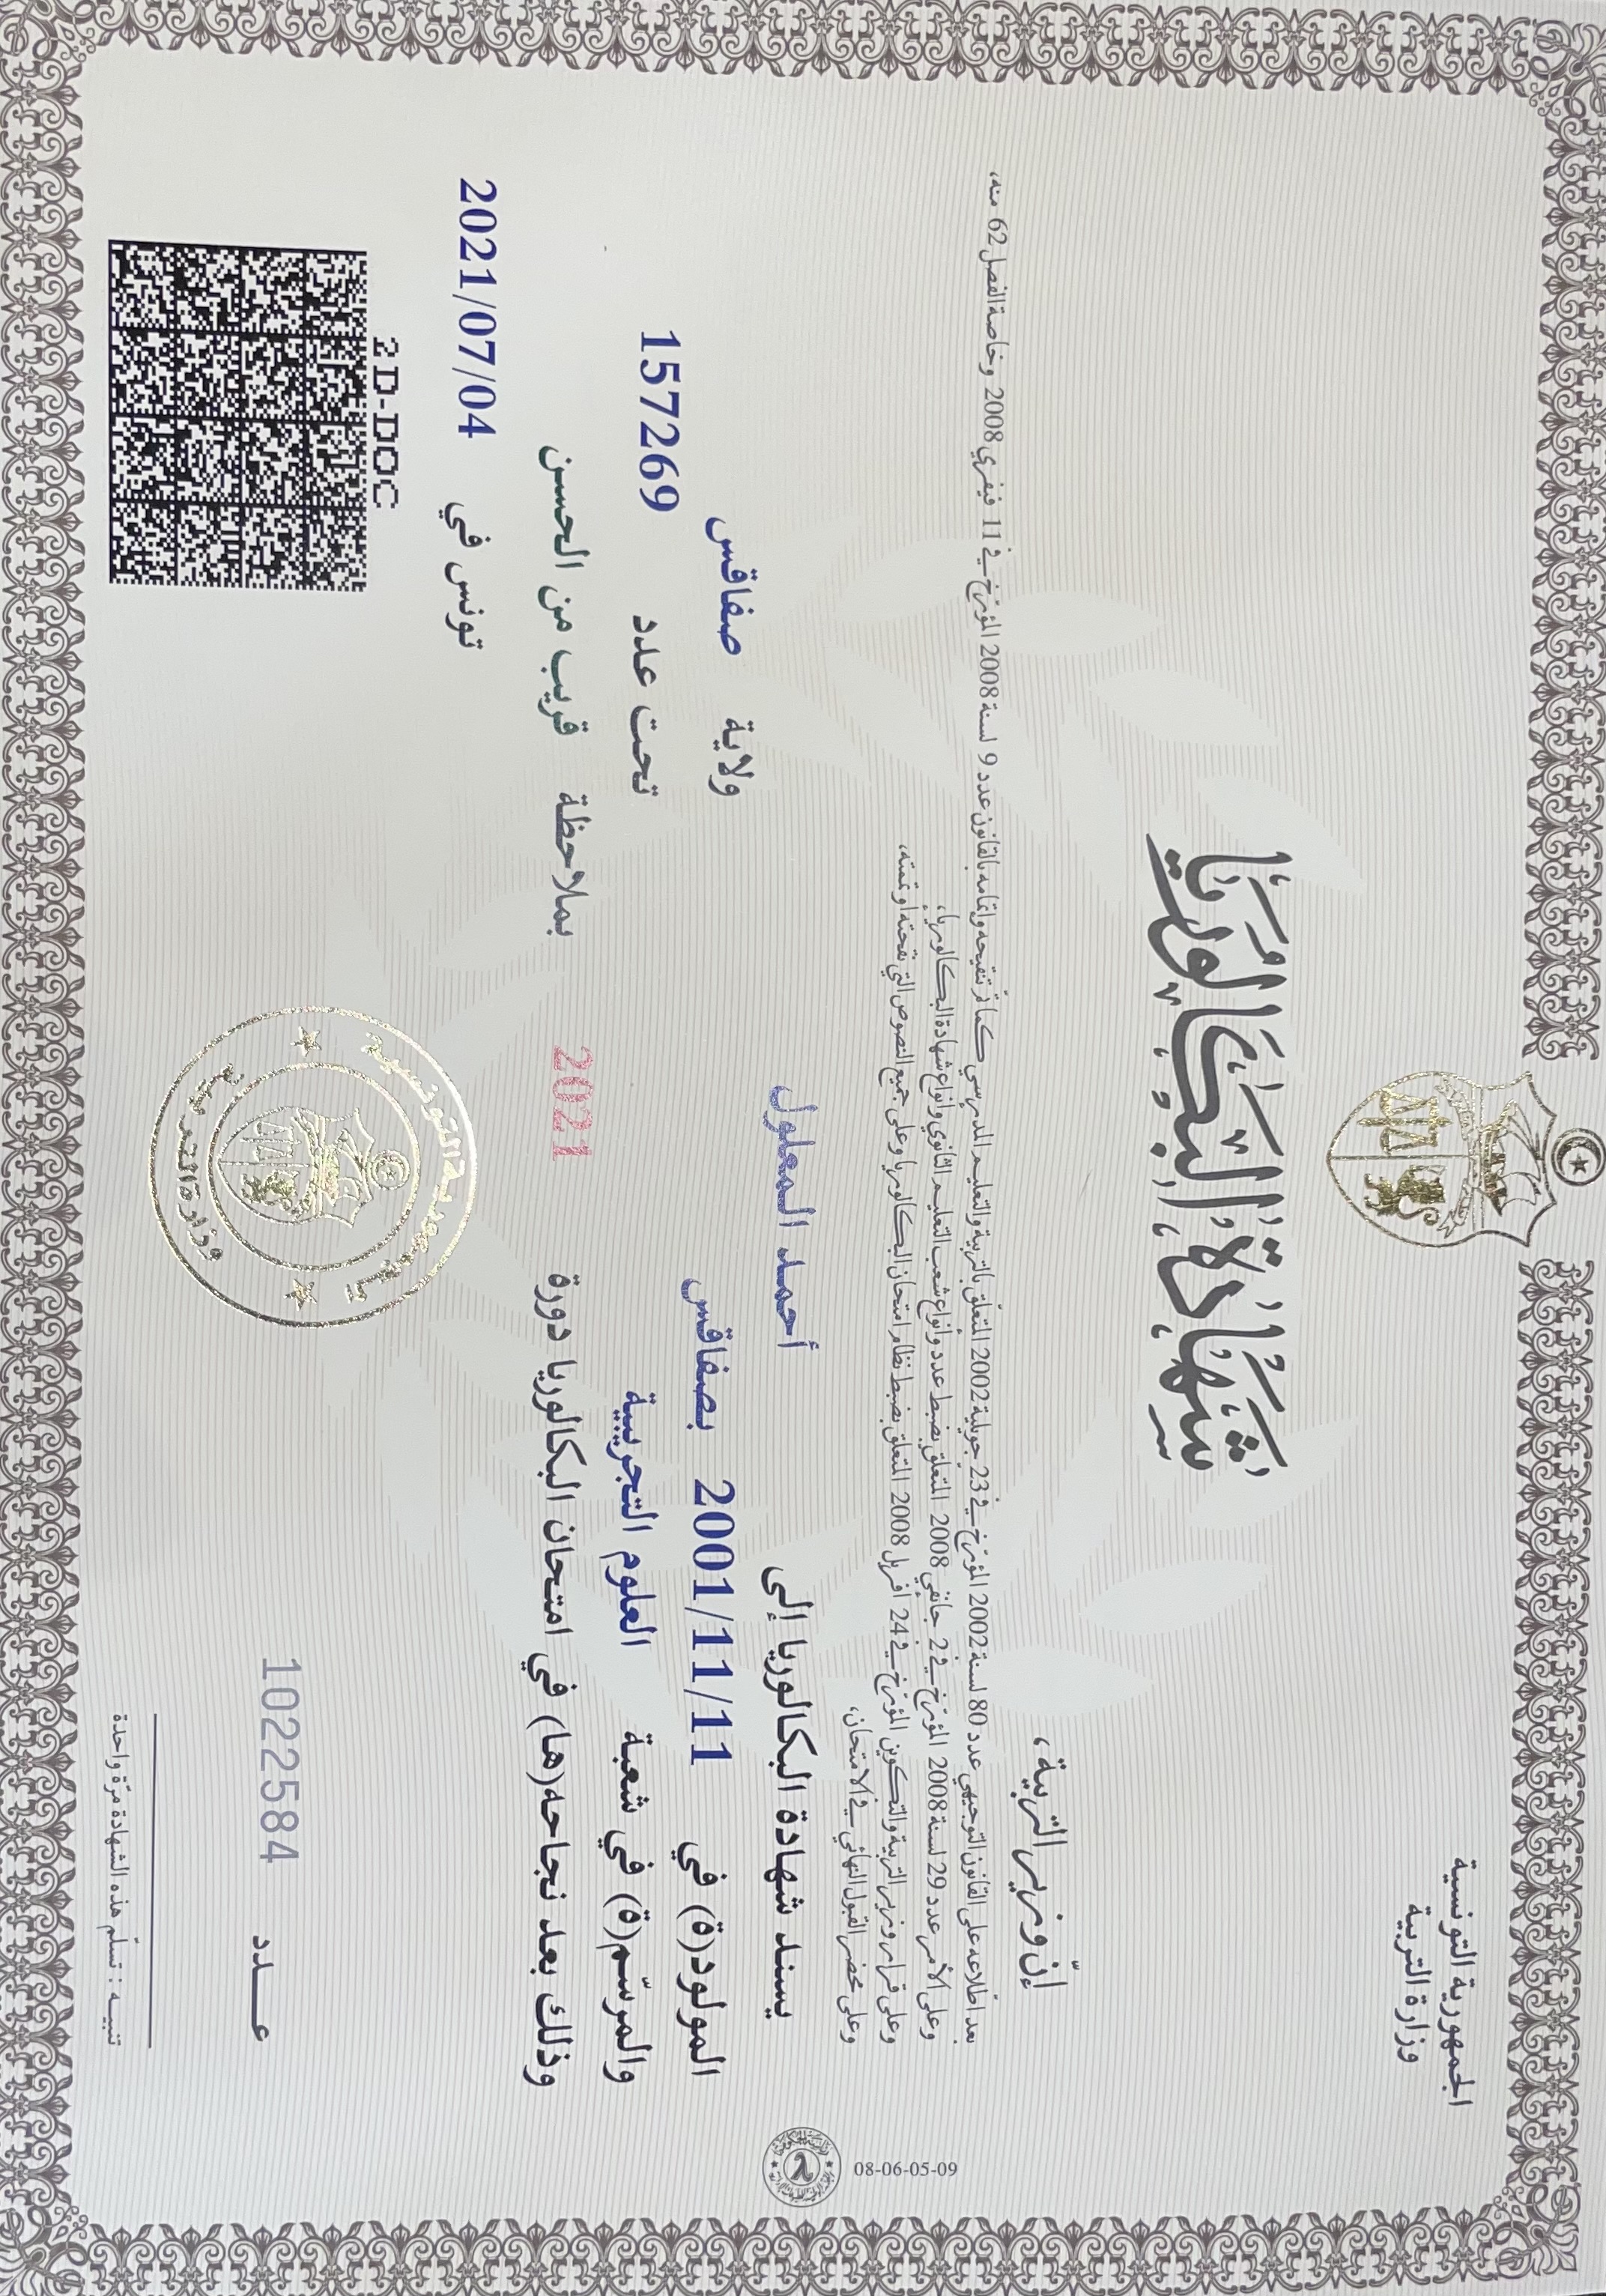 الجمهورية التونسية
وزارة التربية
شَهَادَة البَكَالُورِيَا
إنّ وزير التربية،
بعد اطّلاعه على القانون التوجيهي عدد 80 لسنة 2002 المؤرّخ في 23 جويلية 2002 المتعلّق بالتربية والتعليم المدرسي كما تمّ تنقيحه وإتمامه بالقانون عدد 9 لسنة 2008 المؤرّخ في 11 فيفري 2008 وخاصة الفصل 62 منه،
وعلى الأمر عدد 29 لسنة 2008 المؤرّخ في 2 جانفي 2008 المتعلّق بضبط عدد وأنواع شعب التعليم الثانوي وأنواع شهادة البكالوريا،
وعلى قرار وزير التربية والتكوين المؤرّخ في 24 أفريل 2008 المتعلّق بضبط نظام امتحان البكالوريا وعلى جميع النصوص التي نقحته أو تممته،
وعلى محضر القبول النهائي في الامتحان،
08-06-05-09
يسند شهادة البكالوريا إلى أحمد المعلول
المولود(ة) في 2001/11/11 بصفاقس ولاية صفاقس
والمرسّم(ة) في شعبة العلوم التجريبية تحت عدد 157269
وذلك بعد نجاحه(ها) في امتحان البكالوريا دورة 2021 بملاحظة قريب من الحسن
تونس في 2021/07/04
2D-DOC
الجمهورية التونسية
وزارة التربية
عـــدد 1022584
تنبيـه : تسلّم هذه الشهادة مرّة واحدة